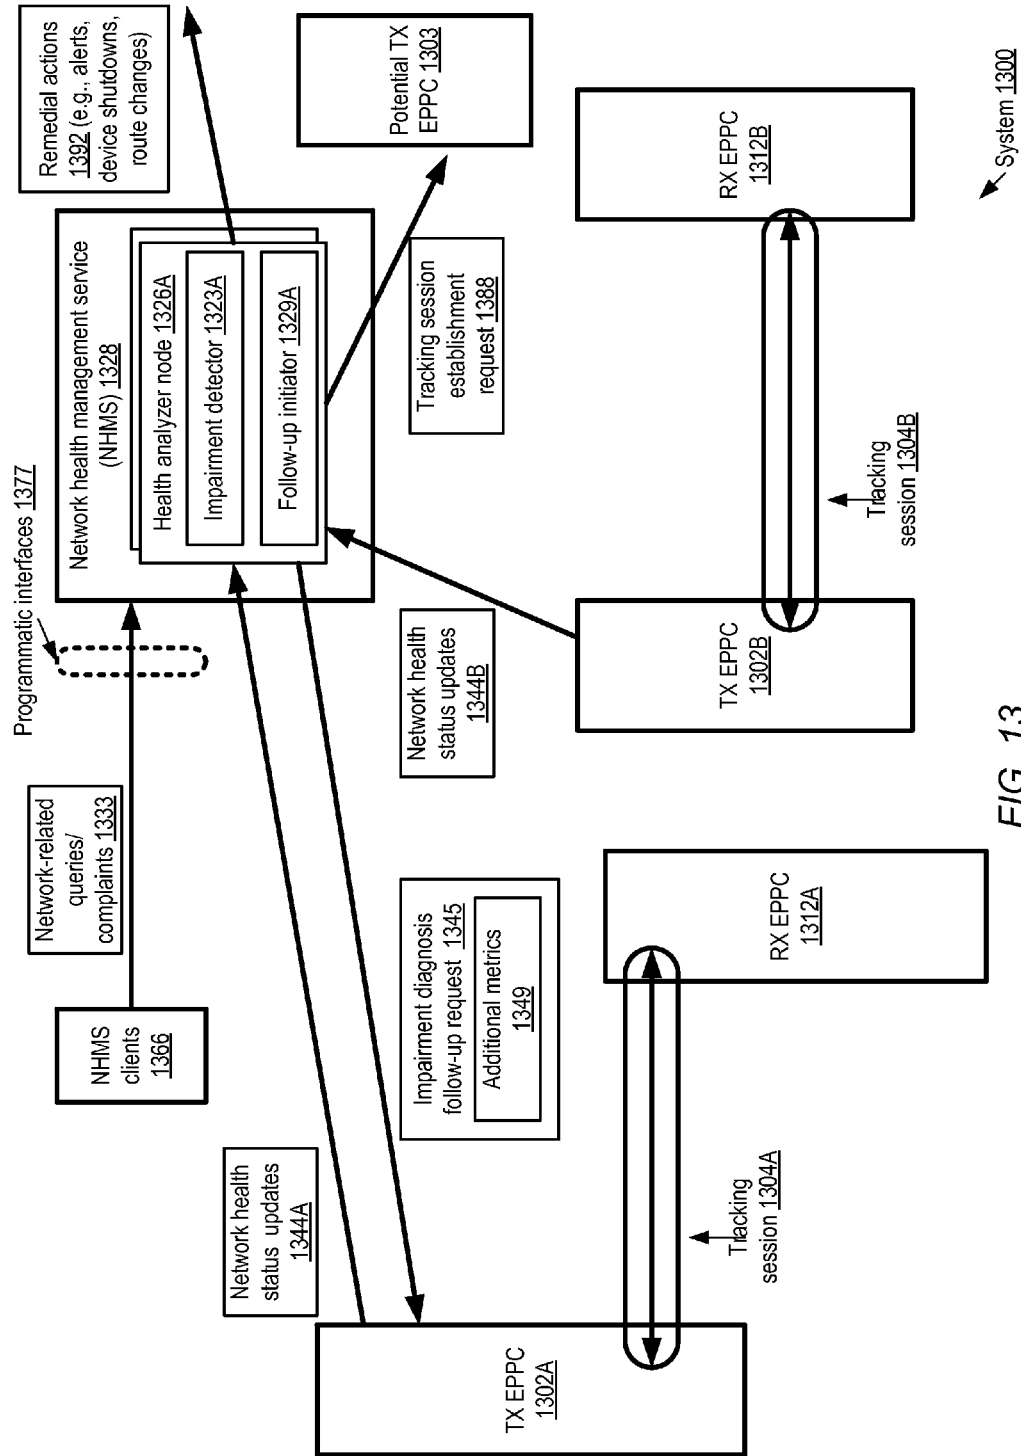 Programmatic interfaces 1377
NHMS
clients
1366
Network-related
queries/
complaints 1333
Network health management service
(NHMS) 1328
Health analyzer node 1326A
Impairment detector 1323A
Follow-up initiator 1329A
Remedial actions
1392 (e.g., alerts,
device shutdowns,
route changes)
Network health
status updates
1344A
Impairment diagnosis
follow-up request 1345
Additional metrics
1349
Network health
status updates
1344B
Tracking session
establishment
request 1388
Potential TX
EPPC 1303
TX EPPC
1302A
RX EPPC
1312A
TX EPPC
1302B
RX EPPC
1312B
Tracking
session 1304A
Tracking
session 1304B
System 1300
FIG. 13